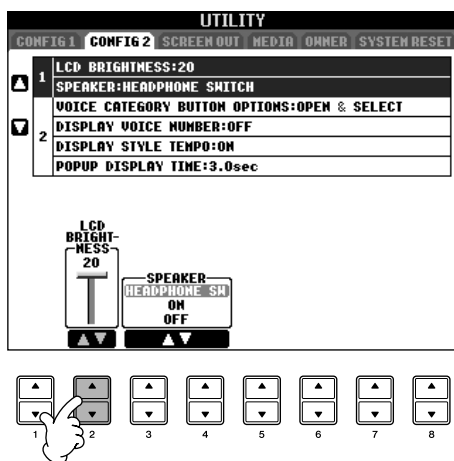 UTILITY
CONFIG 1 CONFIG 2 SCREEN OUT MEDIA OWNER SYSTEM RESET
1 LCD BRIGHTNESS:20
SPEAKER:HEADPHONE SWITCH
2 VOICE CATEGORY BUTTON OPTIONS:OPEN & SELECT
DISPLAY VOICE NUMBER:OFF
DISPLAY STYLE TEMPO:ON
POPUP DISPLAY TIME:3.0sec
LCD
BRIGHT-
NESS
20
SPEAKER
HEADPHONE SW
ON
OFF
1 2 3 4 5 6 7 8